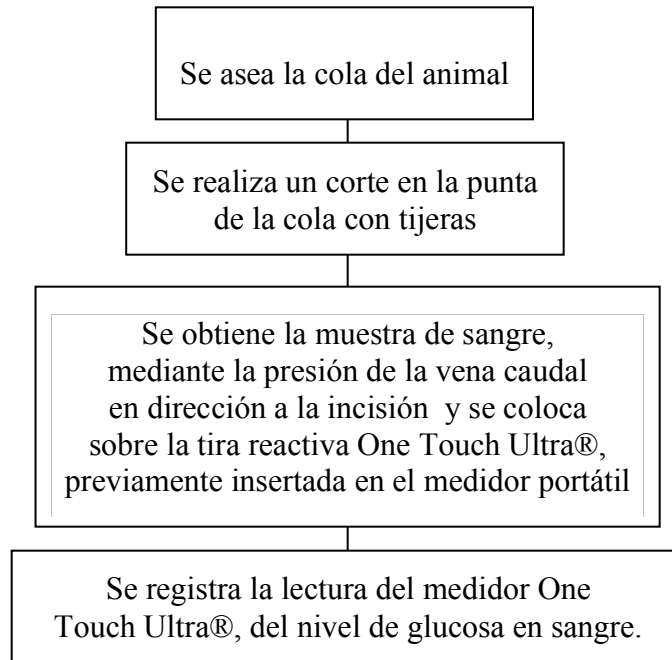 Se asea la cola del animal
Se realiza un corte en la punta
de la cola con tijeras
Se obtiene la muestra de sangre,
mediante la presión de la vena caudal
en dirección a la incisión y se coloca
sobre la tira reactiva One Touch Ultra®,
previamente insertada en el medidor portátil
Se registra la lectura del medidor One
Touch Ultra®, del nivel de glucosa en sangre.